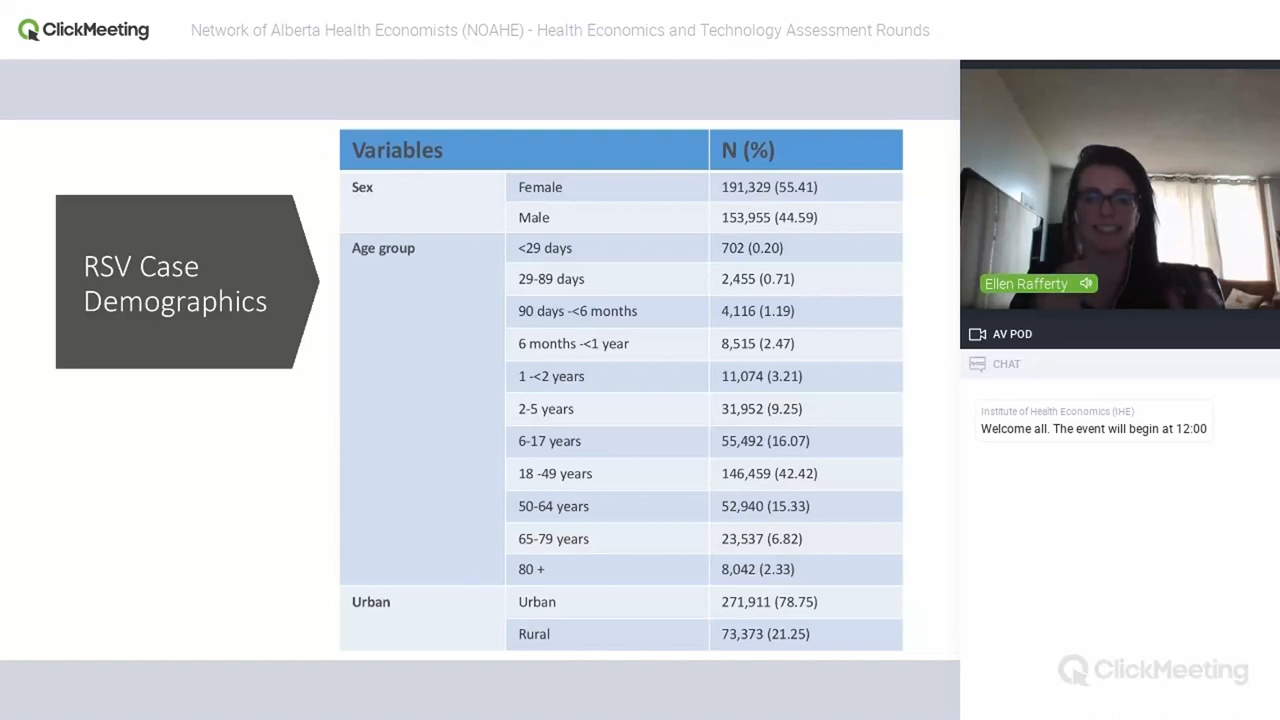 ClickMeeting
Network of Alberta Health Economists (NOAHE) - Health Economics and Technology Assessment Rounds
RSV Case
Demographics
Variables N (%)
Sex Female 191,329 (55.41)
Male 153,955 (44.59)
Age group <29 days 702 (0.20)
29-89 days 2,455 (0.71)
90 days -<6 months 4,116 (1.19)
6 months -<1 year 8,515 (2.47)
1 -<2 years 11,074 (3.21)
2-5 years 31,952 (9.25)
6-17 years 55,492 (16.07)
18 -49 years 146,459 (42.42)
50-64 years 52,940 (15.33)
65-79 years 23,537 (6.82)
80 + 8,042 (2.33)
Urban Urban 271,911 (78.75)
Rural 73,373 (21.25)
Ellen Rafferty
AV POD
CHAT
Institute of Health Economics (IHE)
Welcome all. The event will begin at 12:00
ClickMeeting